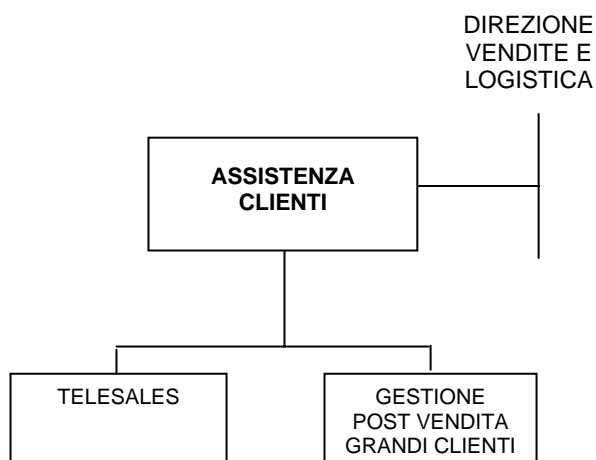 DIREZIONE
VENDITE E
LOGISTICA
ASSISTENZA
CLIENTI
TELESALES
GESTIONE
POST VENDITA
GRANDI CLIENTI